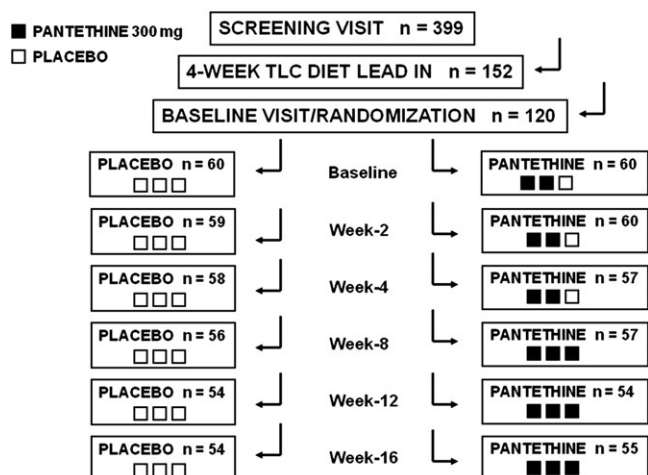 PANTETHINE 300 mg
PLACEBO
SCREENING VISIT n = 399
4-WEEK TLC DIET LEAD IN n = 152
BASELINE VISIT/RANDOMIZATION n = 120
PLACEBO n = 60
Baseline
PANTETHINE n = 60
PLACEBO n = 59
Week-2
PANTETHINE n = 60
PLACEBO n = 58
Week-4
PANTETHINE n = 57
PLACEBO n = 56
Week-8
PANTETHINE n = 57
PLACEBO n = 54
Week-12
PANTETHINE n = 54
PLACEBO n = 54
Week-16
PANTETHINE n = 55